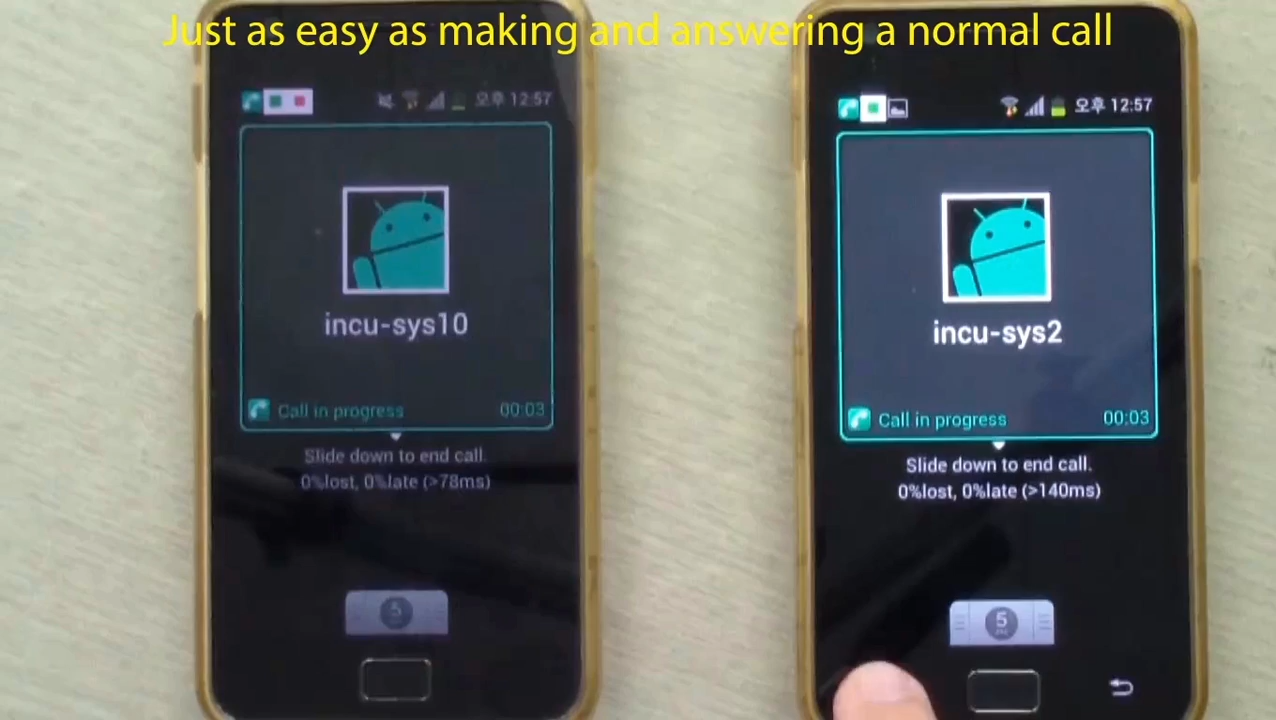 Just as easy as making and answering a normal call
오후 12:57
incu-sys10
Call in progress 00:03
Slide down to end call.
0%lost, 0%late (>78ms)
5
오후 12:57
incu-sys2
Call in progress 00:03
Slide down to end call.
0%lost, 0%late (>140ms)
5